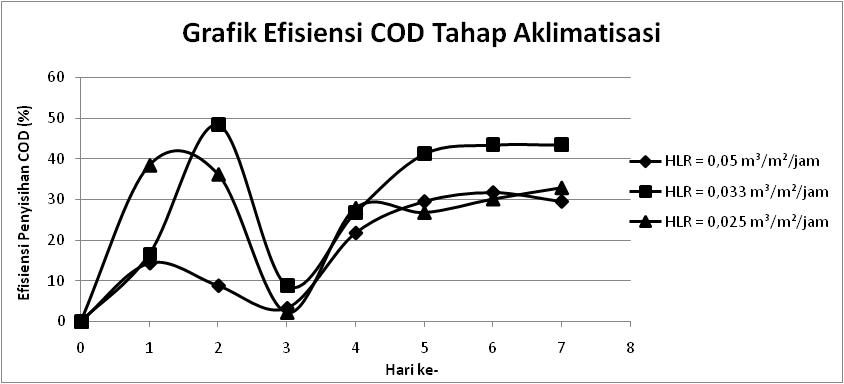 Grafik Efisiensi COD Tahap Aklimatisasi
Efisiensi Penyisihan COD (%)
60
50
40
30
20
10
0
0 1 2 3 4 5 6 7 8
Hari ke-
HLR = 0,05 m³/m²/jam
HLR = 0,033 m³/m²/jam
HLR = 0,025 m³/m²/jam